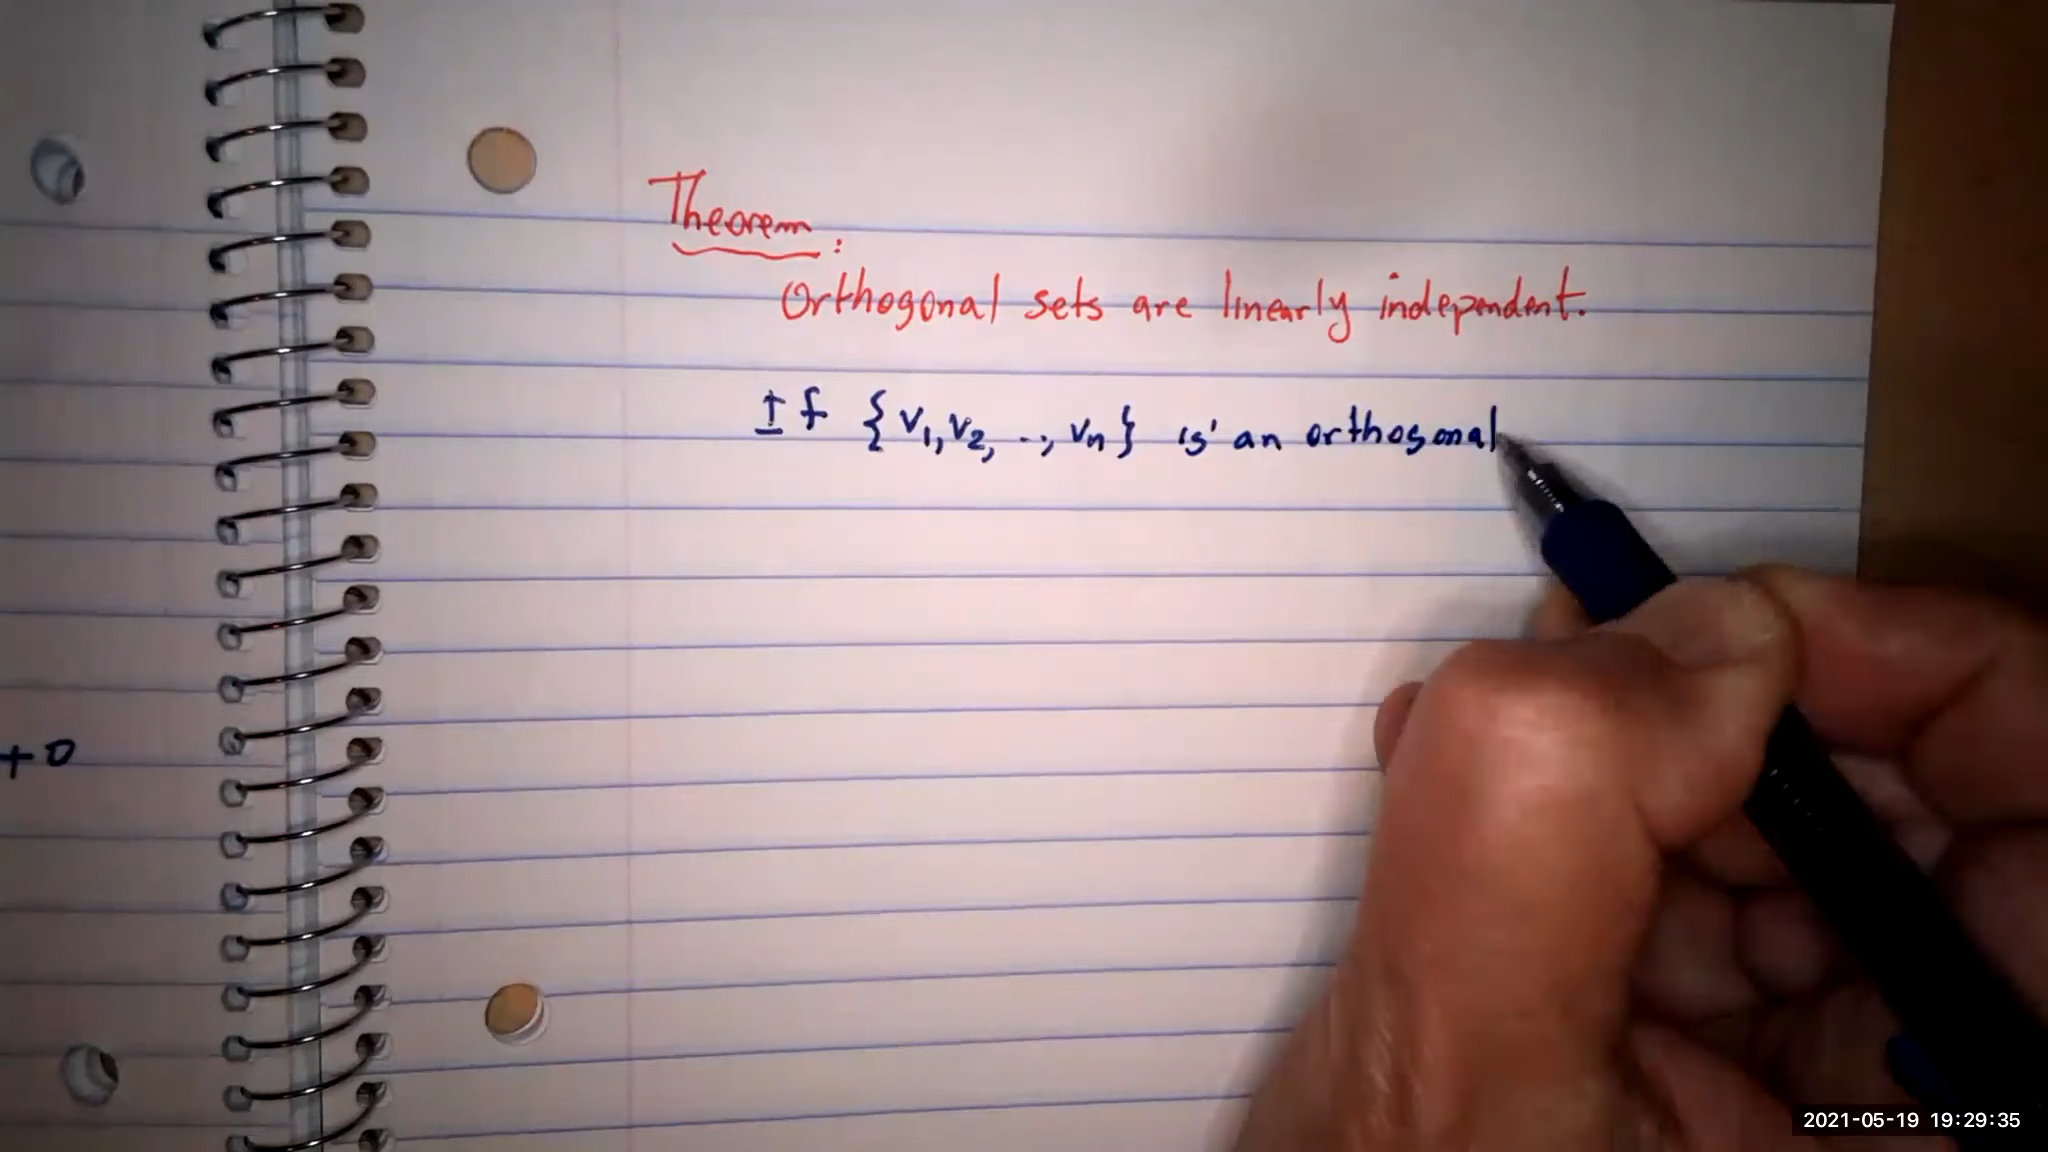 Theorem:
Orthogonal sets are linearly independent.
If {v₁, v₂, .., vₙ} is an orthogonal
+0
2021-05-19 19:29:35